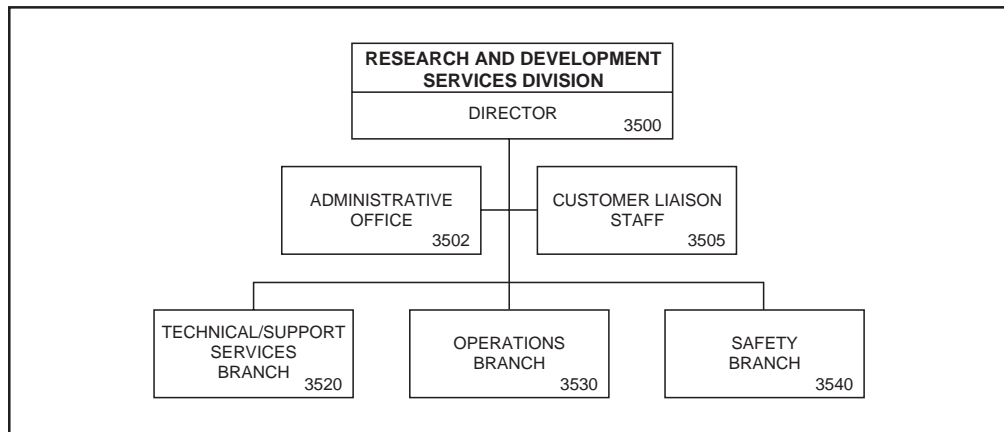 RESEARCH AND DEVELOPMENT
SERVICES DIVISION
DIRECTOR
3500
ADMINISTRATIVE
OFFICE
3502
CUSTOMER LIAISON
STAFF
3505
TECHNICAL/SUPPORT
SERVICES
BRANCH
3520
OPERATIONS
BRANCH
3530
SAFETY
BRANCH
3540